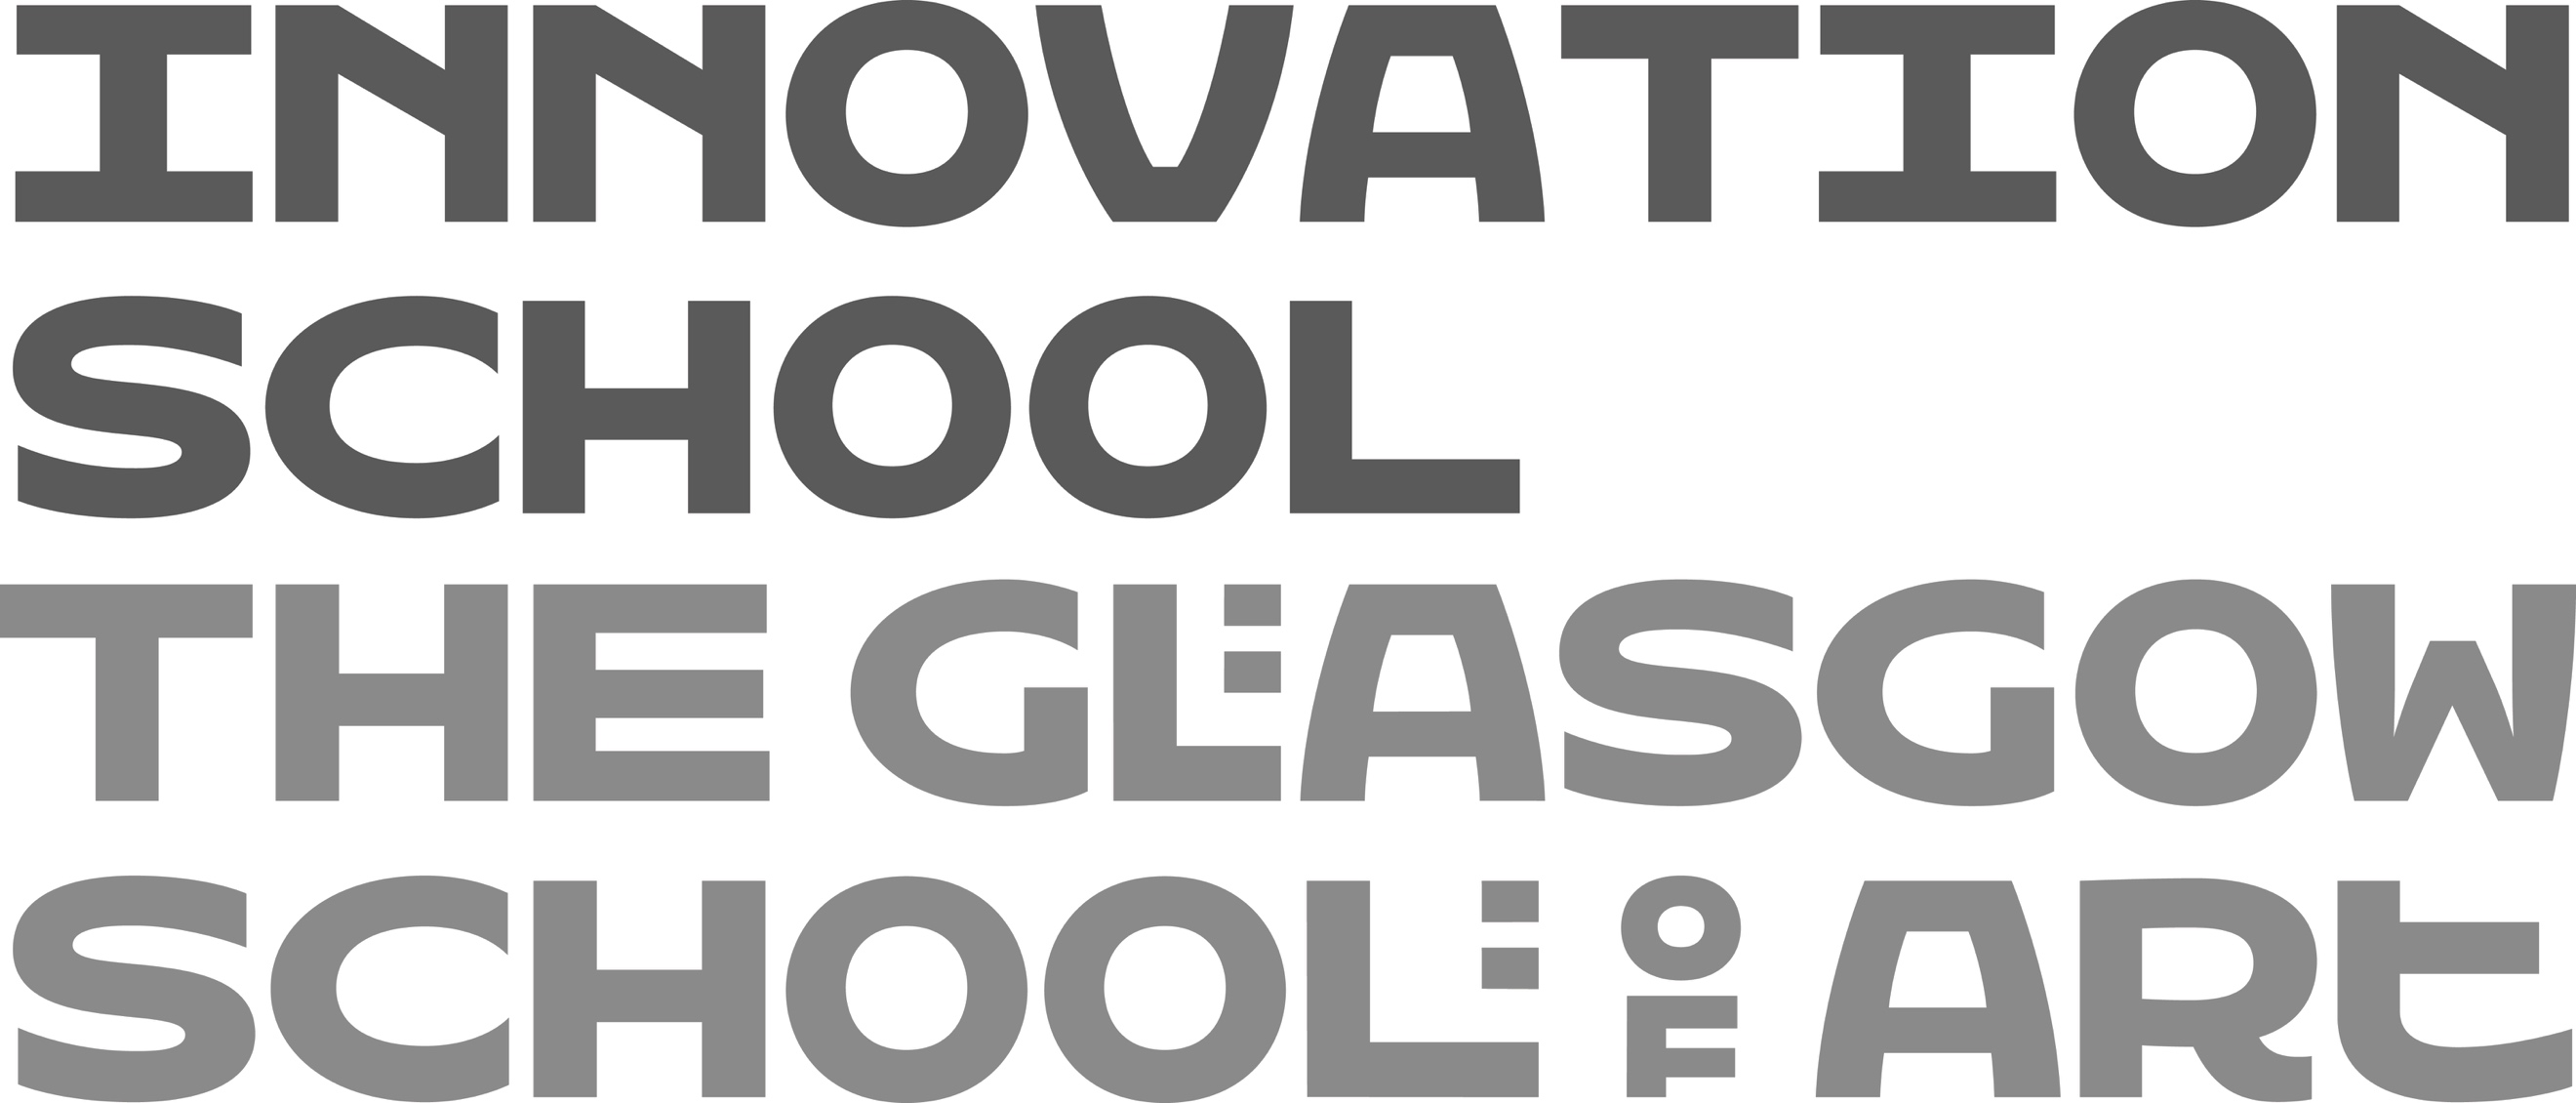 INNOVATION
SCHOOL
THE GLASGOW
SCHOOL OF ART